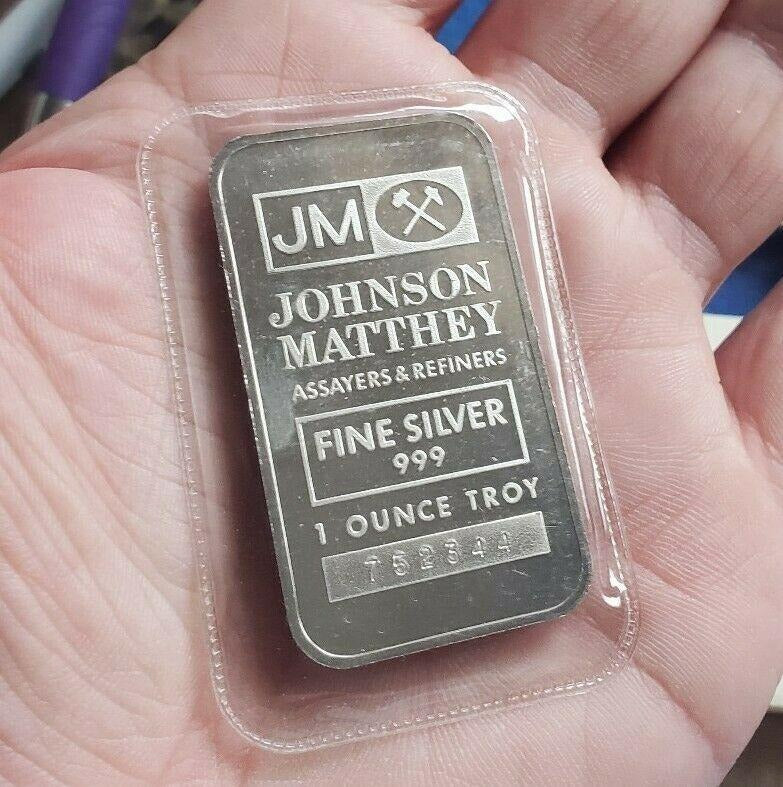 JM
JOHNSON
MATTHEY
ASSAYERS & REFINERS
FINE SILVER
999
1 OUNCE TROY
752344